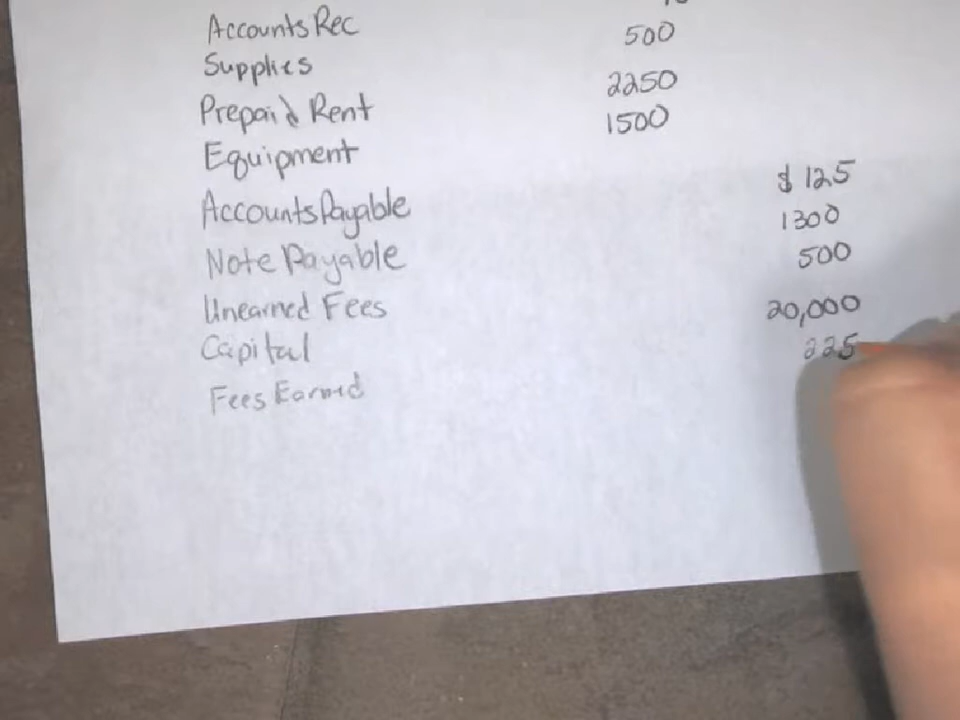 Accounts Rec 500
Supplies 2250
Prepaid Rent 1500
Equipment
Accounts Payable $ 125
Note Payable 1300
Unearned Fees 500
Capital 20,000
Fees Earned 225